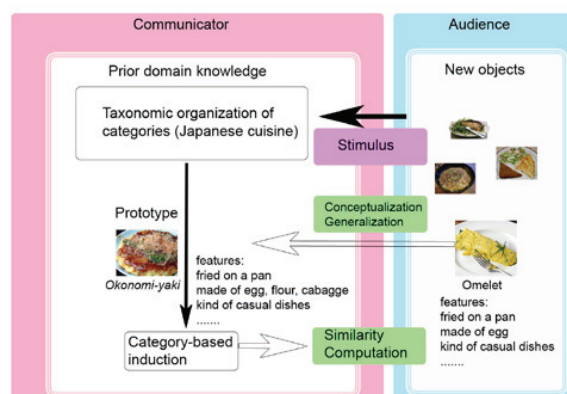 Communicator
Audience
Prior domain knowledge
New objects
Taxonomic organization of
categories (Japanese cuisine)
Stimulus
Conceptualization
Generalization
Prototype
Okonomi-yaki
features:
fried on a pan
made of egg, flour, cabagge
kind of casual dishes
.......
Omelet
features:
fried on a pan
made of egg
kind of casual dishes
.......
Category-based
induction
Similarity
Computation